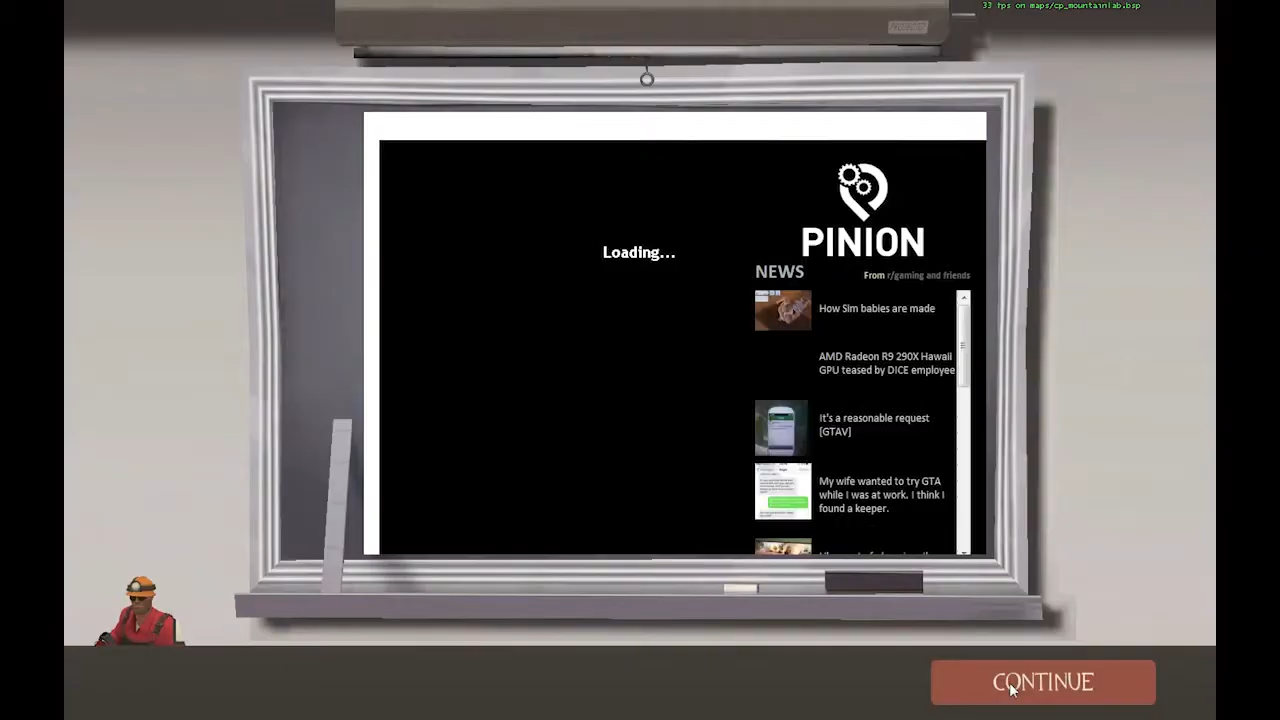 33 fps on maps/cp_mountainlab.bsp
PINION
Loading...
NEWS
From r/gaming and friends
How Sim babies are made
AMD Radeon R9 290X Hawaii
GPU teased by DICE employee
It's a reasonable request
[GTAV]
My wife wanted to try GTA
while I was at work. I think I
found a keeper.
CONTINUE